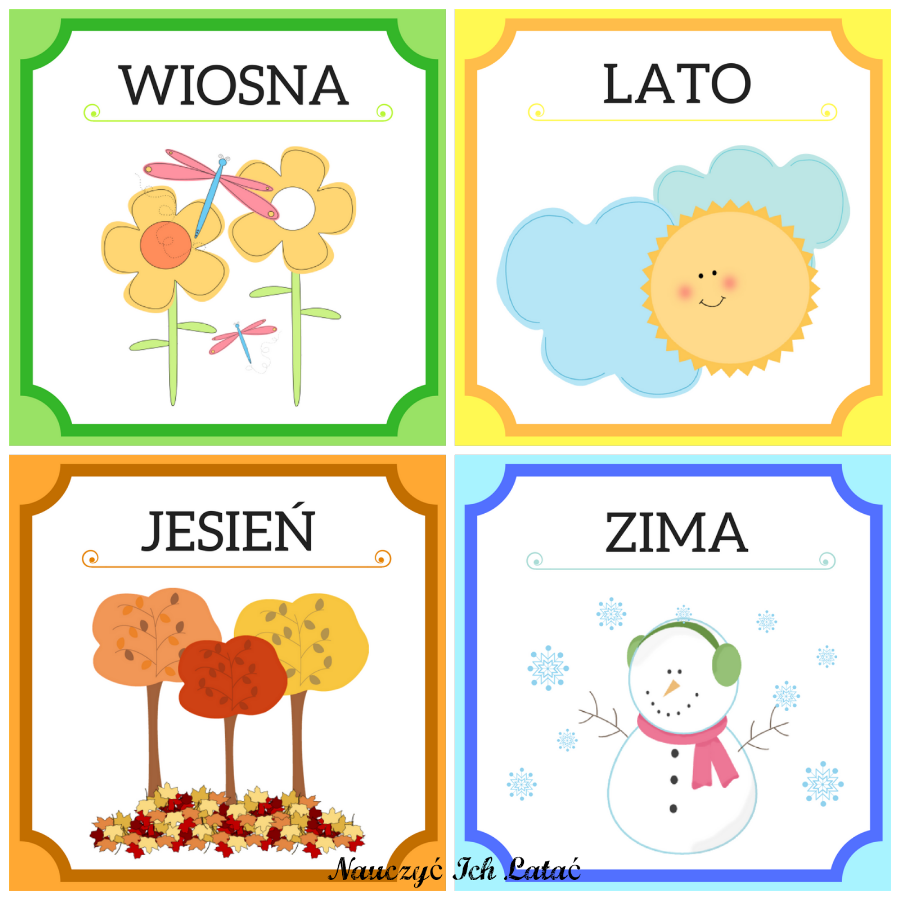 WIOSNA
LATO
JESIEŃ
ZIMA
Nauczyć Ich Latać